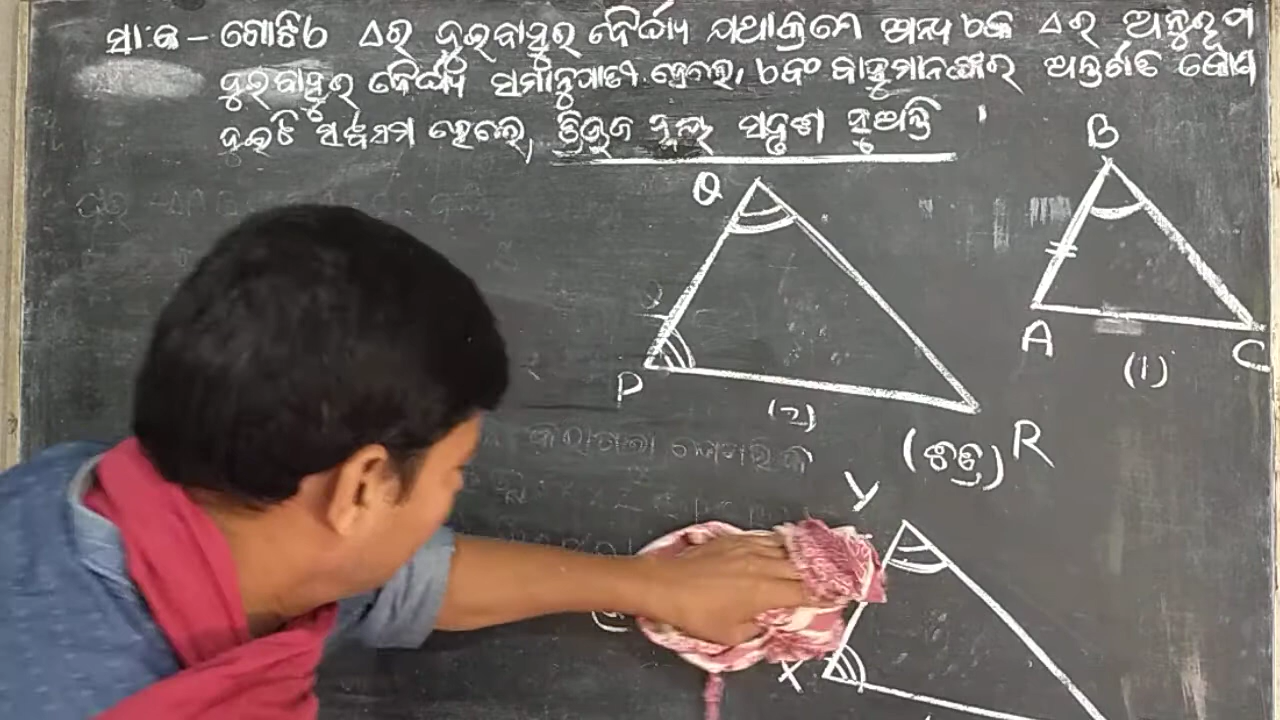 ସା.କ – ଗୋଟିଏ Δର ଦୁଇବାହୁର ଦୈର୍ଘ୍ୟ ଯଥାକ୍ରମେ ଅନ୍ୟ ଏକ Δର ଅନୁରୂପ
ଦୁଇବାହୁର ଦୈର୍ଘ୍ୟ ସମାନୁପାତୀ ହେଲେ, ଏବଂ ବାହୁମାନଙ୍କର ଅନ୍ତର୍ଗତ କୋଣ
ଦୁଇଟି ସର୍ବସମ ହେଲେ, ତ୍ରିଭୁଜ ଦ୍ୱୟ ସଦୃଶ ହୁଅନ୍ତି ।
B
Q
A
C
(1)
P
(2)
(ଚିତ୍ର) R
Y
X